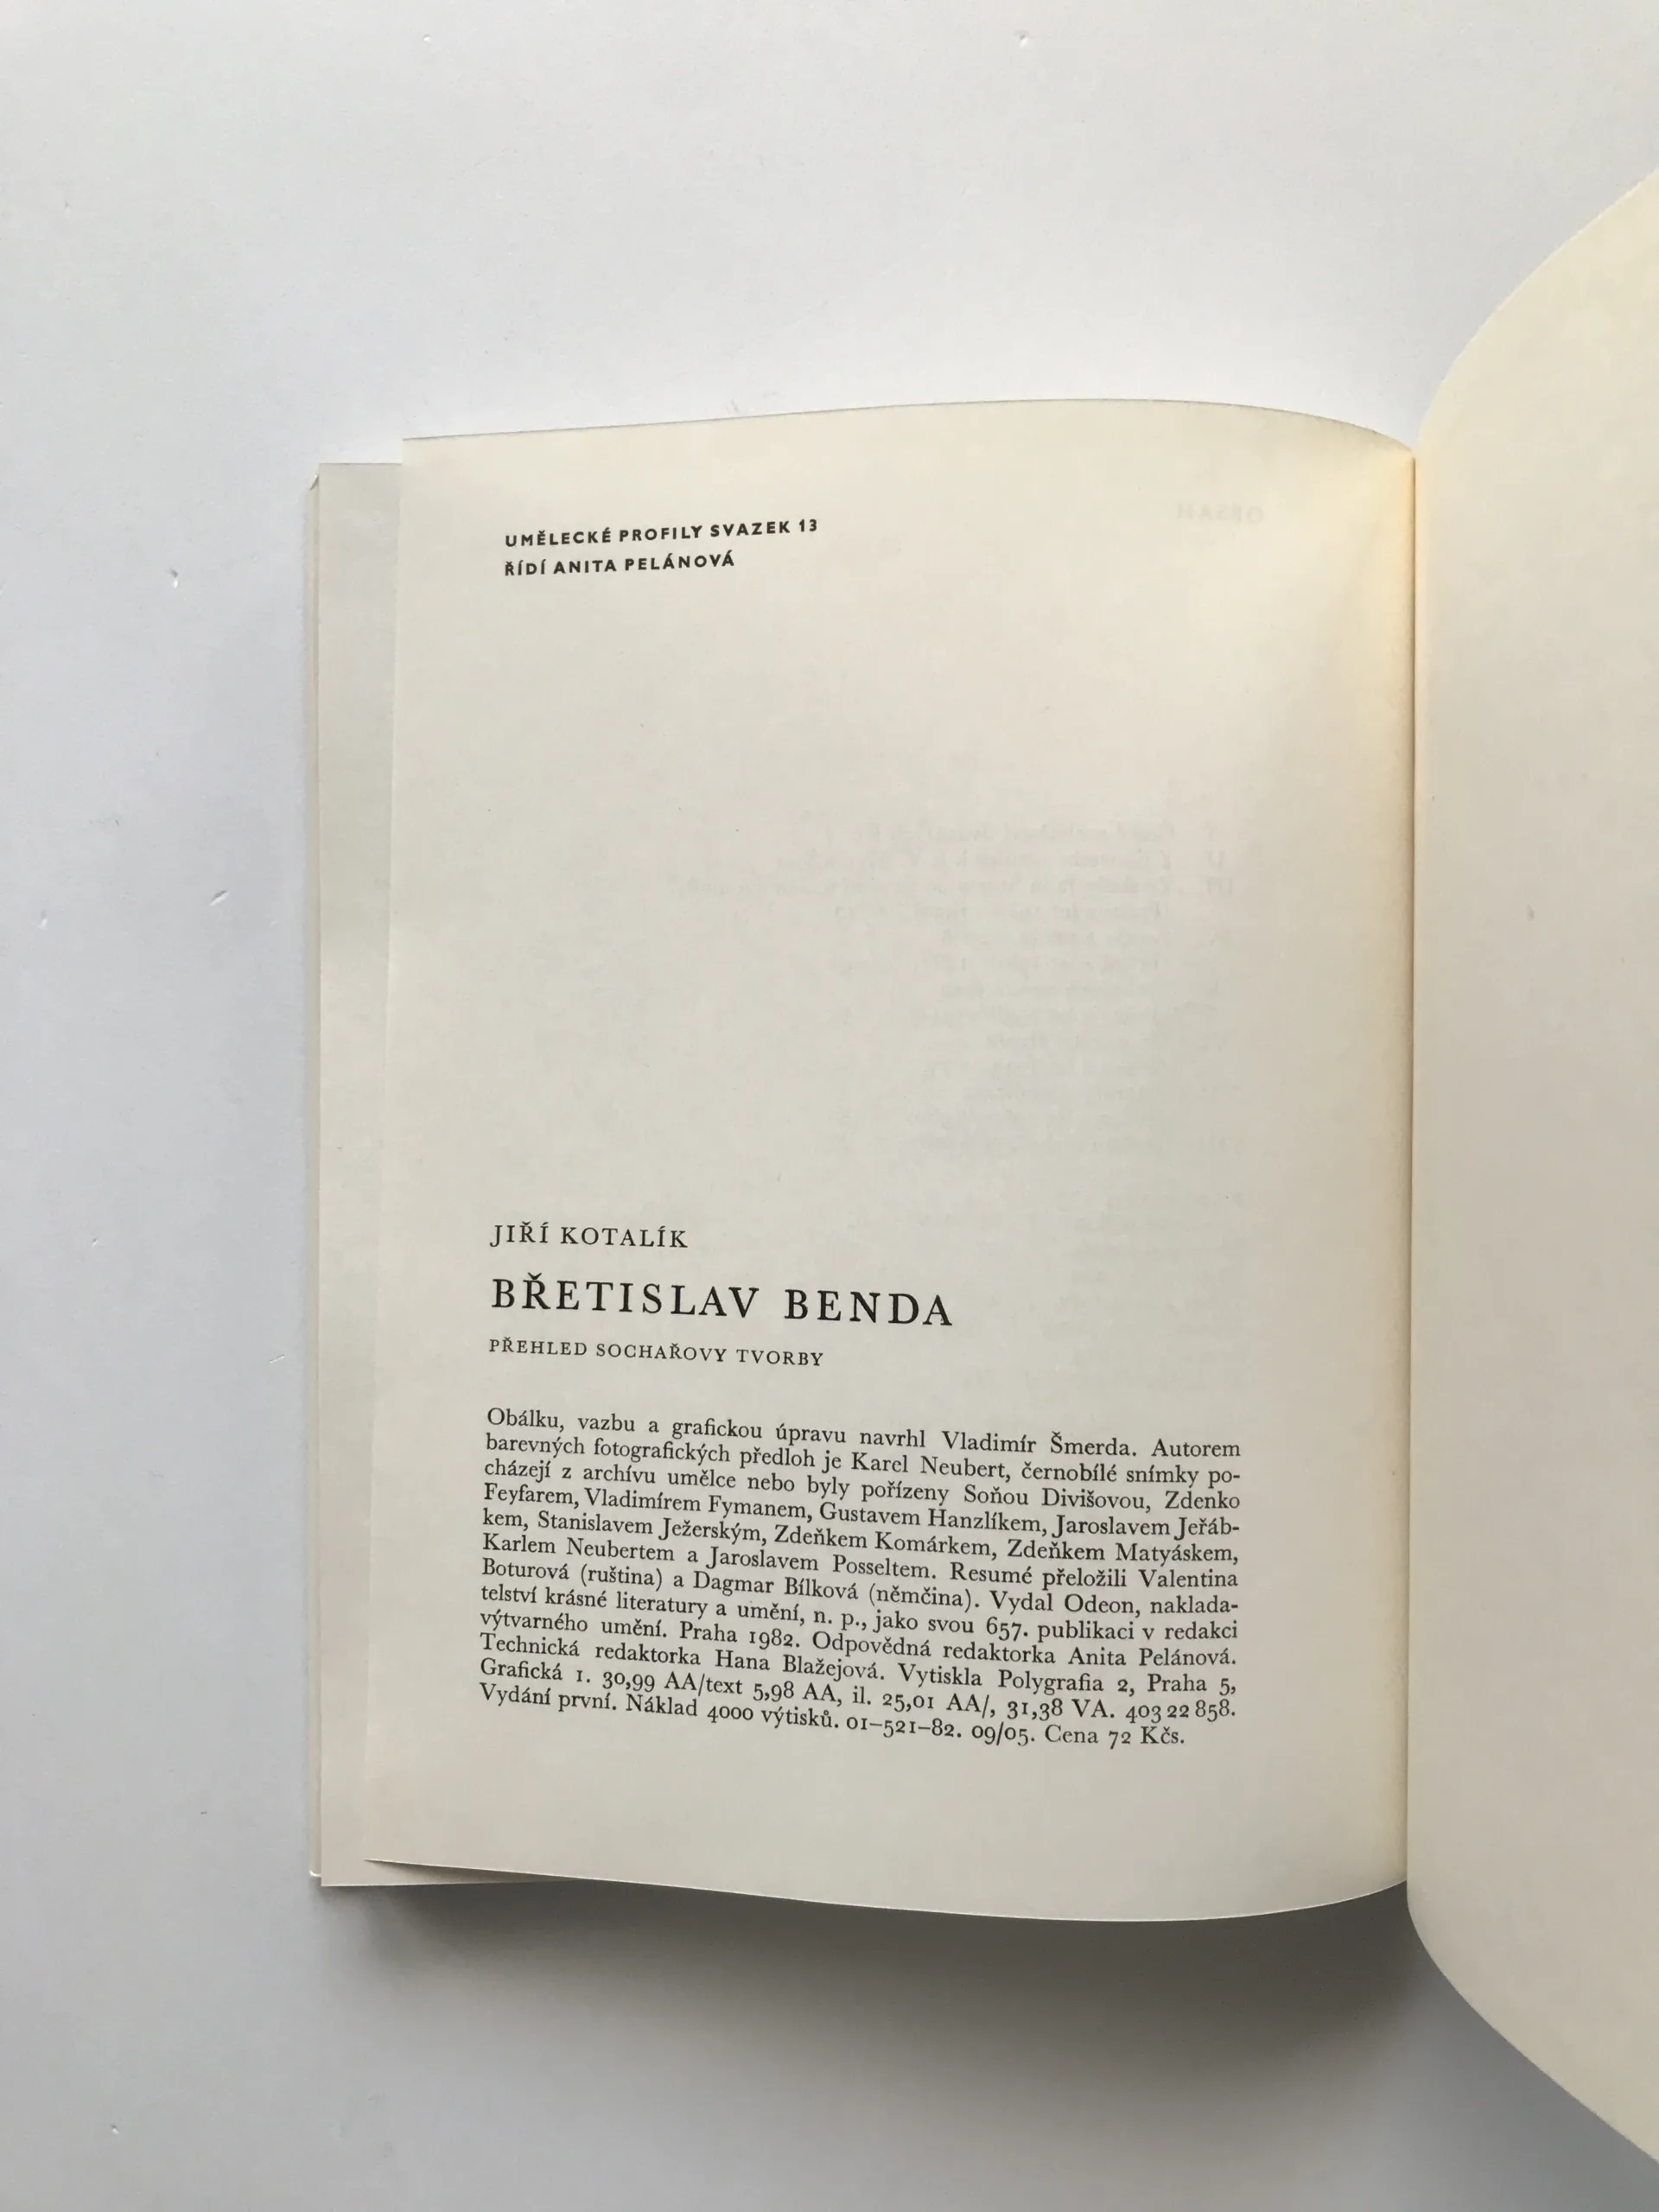 UMĚLECKÉ PROFILY SVAZEK 13
ŘÍDÍ ANITA PELÁNOVÁ
JIŘÍ KOTALÍK
BŘETISLAV BENDA
PŘEHLED SOCHAŘOVY TVORBY
Obálku, vazbu a grafickou úpravu navrhl Vladimír Šmerda. Autorem
barevných fotografických předloh je Karel Neubert, černobílé snímky po-
cházejí z archívu umělce nebo byly pořízeny Soňou Divišovou, Zdenko
Feyfarem, Vladimírem Fymanem, Gustavem Hanzlíkem, Jaroslavem Jeřáb-
kem, Stanislavem Ježerským, Zdeňkem Komárkem, Zdeňkem Matyáskem,
Karlem Neubertem a Jaroslavem Posseltem. Resumé přeložili Valentina
Boturová (ruština) a Dagmar Bílková (němčina). Vydal Odeon, naklada-
telství krásné literatury a umění, n. p., jako svou 657. publikaci v redakci
výtvarného umění. Praha 1982. Odpovědná redaktorka Anita Pelánová.
Technická redaktorka Hana Blažejová. Vytiskla Polygrafia 2, Praha 5,
Grafická 1. 30,99 AA/text 5,98 AA, il. 25,01 AA/, 31,38 VA. 403 22 858.
Vydání první. Náklad 4000 výtisků. 01–521–82. 09/05. Cena 72 Kčs.